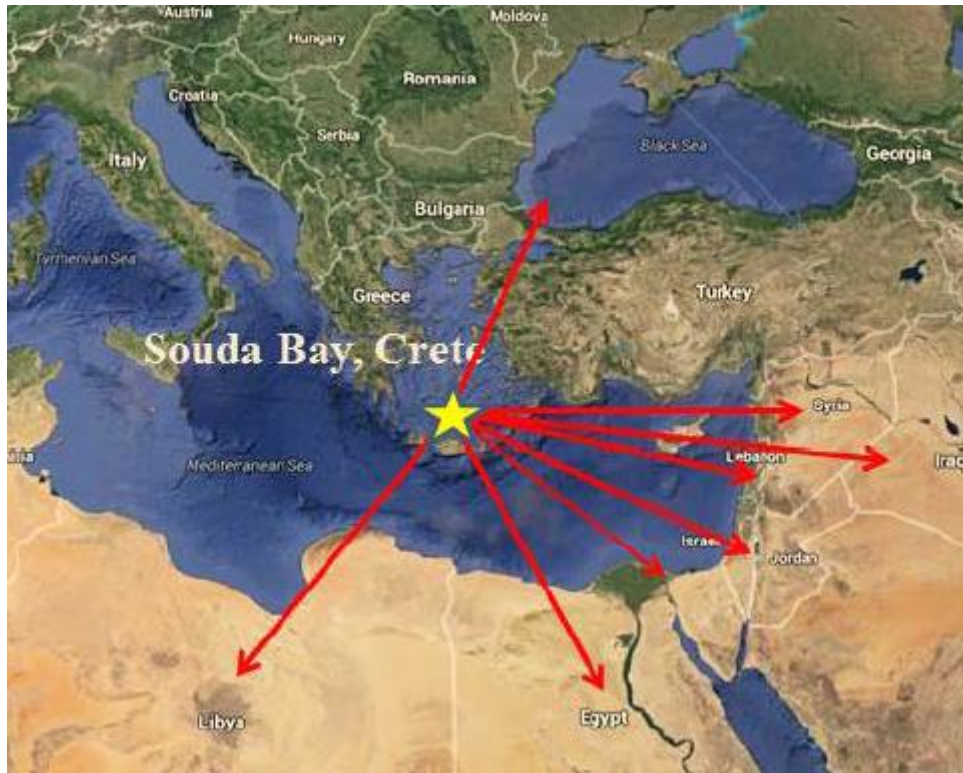 Austria
Moldova
Hungary
Romania
Croatia
Serbia
Black Sea
Italy
Georgia
Bulgaria
Tyrrhenian Sea
Greece
Turkey
Souda Bay, Crete
Syria
Mediterranean Sea
Lebanon
Iraq
Israel
Jordan
Libya
Egypt